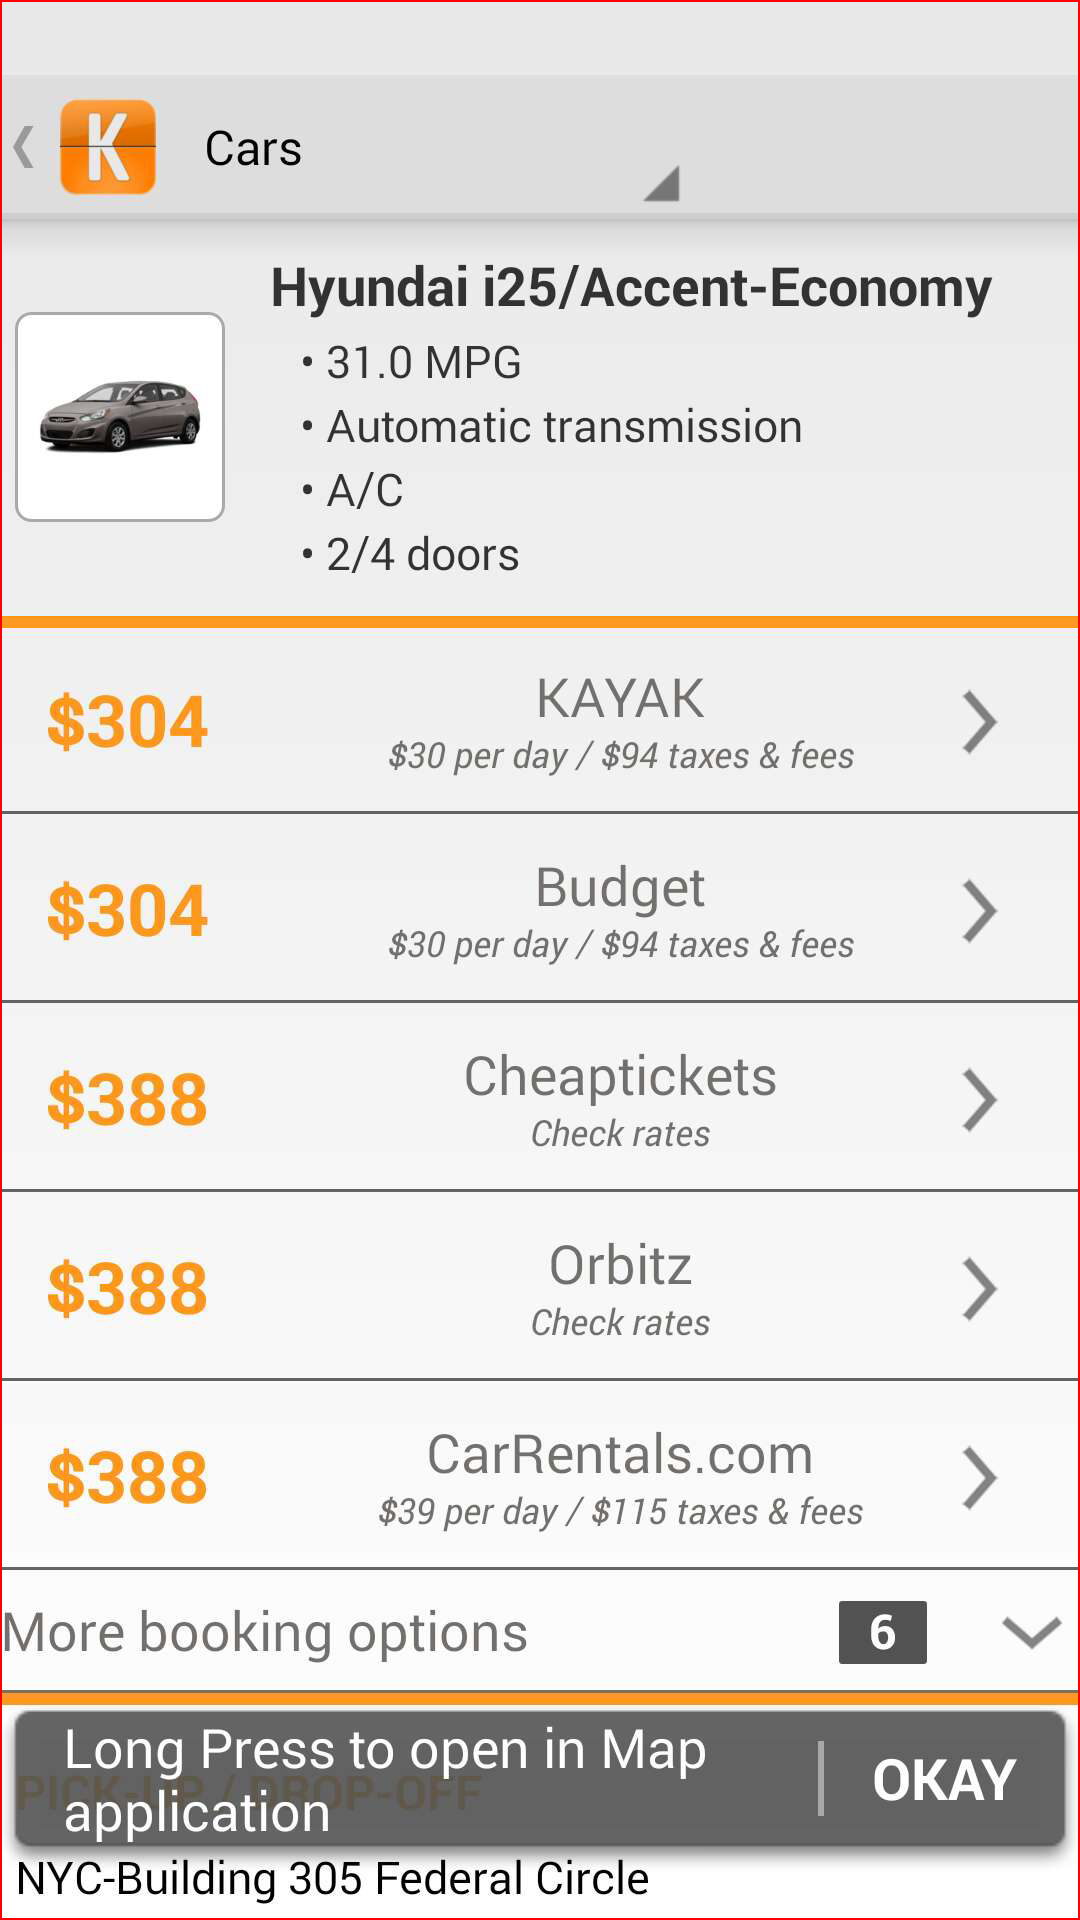 K Cars
Hyundai i25/Accent-Economy
• 31.0 MPG
• Automatic transmission
• A/C
• 2/4 doors
$304
KAYAK
$30 per day / $94 taxes & fees
$304
Budget
$30 per day / $94 taxes & fees
$388
Cheaptickets
Check rates
$388
Orbitz
Check rates
$388
CarRentals.com
$39 per day / $115 taxes & fees
More booking options 6
Long Press to open in Map
application
OKAY
PICK-UP / DROP-OFF
NYC-Building 305 Federal Circle